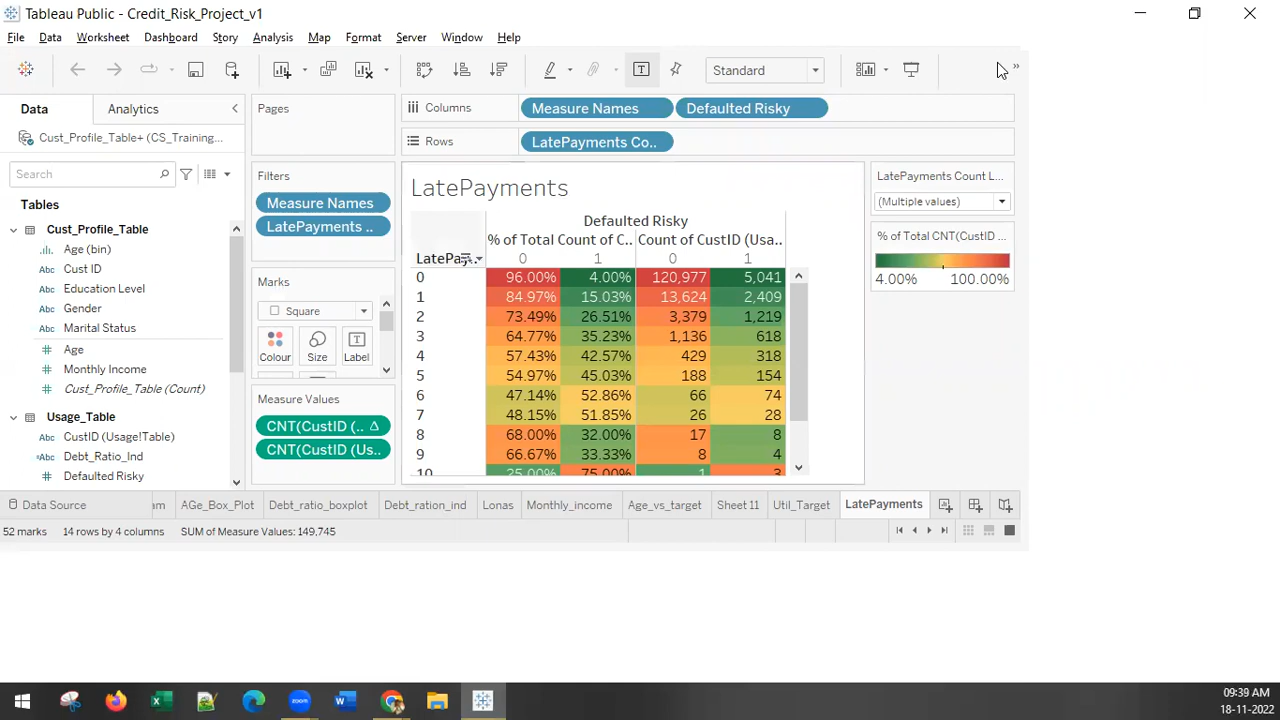 Tableau Public - Credit_Risk_Project_v1
File Data Worksheet Dashboard Story Analysis Map Format Server Window Help
Standard
Data Analytics
Pages
Columns Measure Names Defaulted Risky
Rows LatePayments Co..
Cust_Profile_Table+ (CS_Training...
Search
Tables
Cust_Profile_Table
Age (bin)
Cust ID
Education Level
Gender
Marital Status
Age
Monthly Income
Cust_Profile_Table (Count)
Usage_Table
CustID (Usage!Table)
Debt_Ratio_Ind
Defaulted Risky
Filters
Measure Names
LatePayments ..
Marks
Square
Colour Size Label
Measure Values
CNT(CustID (.. Δ
CNT(CustID (Us..
LatePayments
Defaulted Risky
% of Total Count of C.. Count of CustID (Usa..
0 1 0 1
0 96.00% 4.00% 120,977 5,041
1 84.97% 15.03% 13,624 2,409
2 73.49% 26.51% 3,379 1,219
3 64.77% 35.23% 1,136 618
4 57.43% 42.57% 429 318
5 54.97% 45.03% 188 154
6 47.14% 52.86% 66 74
7 48.15% 51.85% 26 28
8 68.00% 32.00% 17 8
9 66.67% 33.33% 8 4
10 25.00% 75.00% 1 3
LatePayments Count L...
(Multiple values)
% of Total CNT(CustID ...
4.00% 100.00%
Data Source am AGe_Box_Plot Debt_ratio_boxplot Debt_ration_ind Lonas Monthly_income Age_vs_target Sheet 11 Util_Target LatePayments
52 marks 14 rows by 4 columns SUM of Measure Values: 149,745
zoom
09:39 AM
18-11-2022